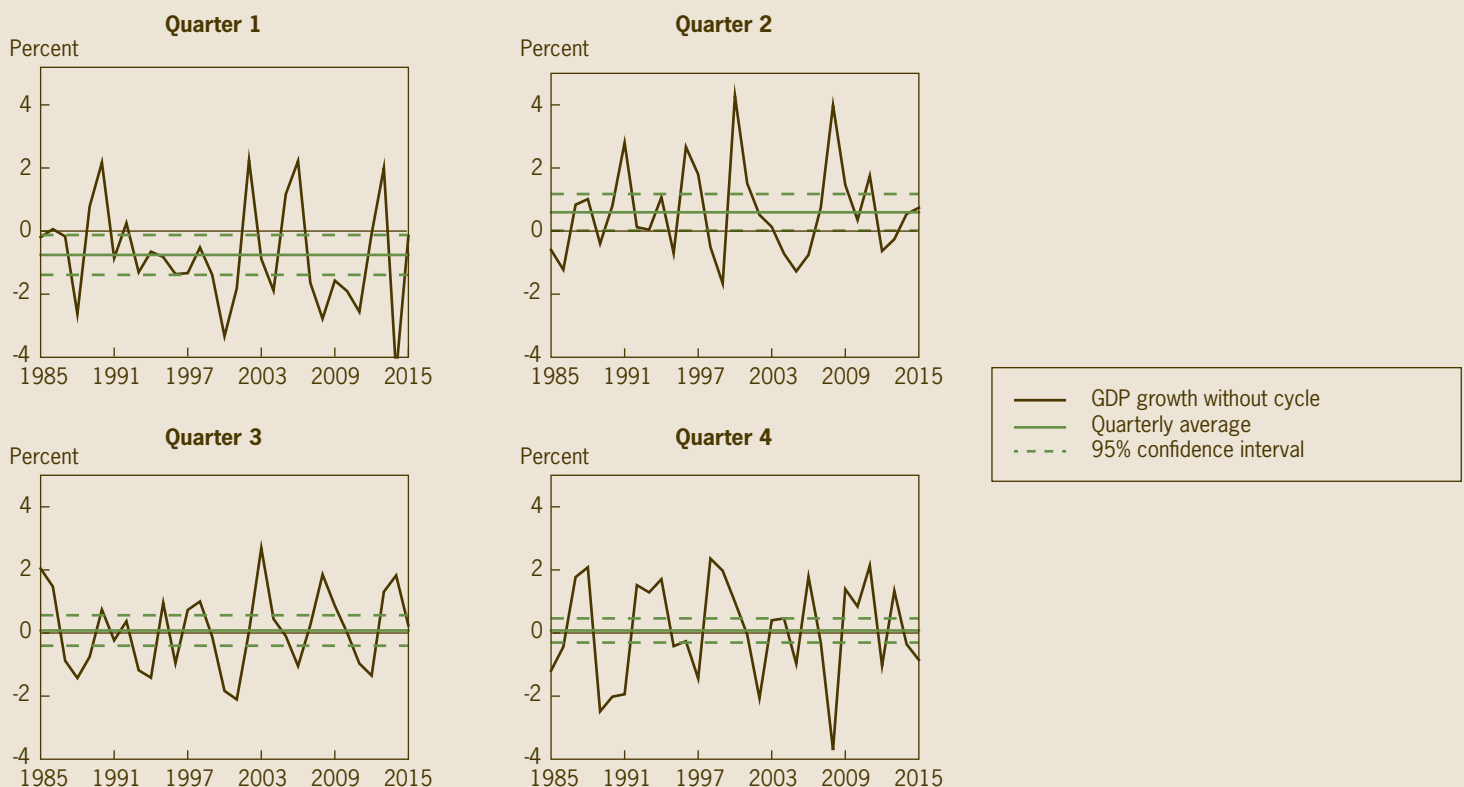 Quarter 1
Percent
4
2
0
-2
-4
1985 1991 1997 2003 2009 2015
Quarter 2
Percent
4
2
0
-2
-4
1985 1991 1997 2003 2009 2015
GDP growth without cycle
Quarterly average
95% confidence interval
Quarter 3
Percent
4
2
0
-2
-4
1985 1991 1997 2003 2009 2015
Quarter 4
Percent
4
2
0
-2
-4
1985 1991 1997 2003 2009 2015